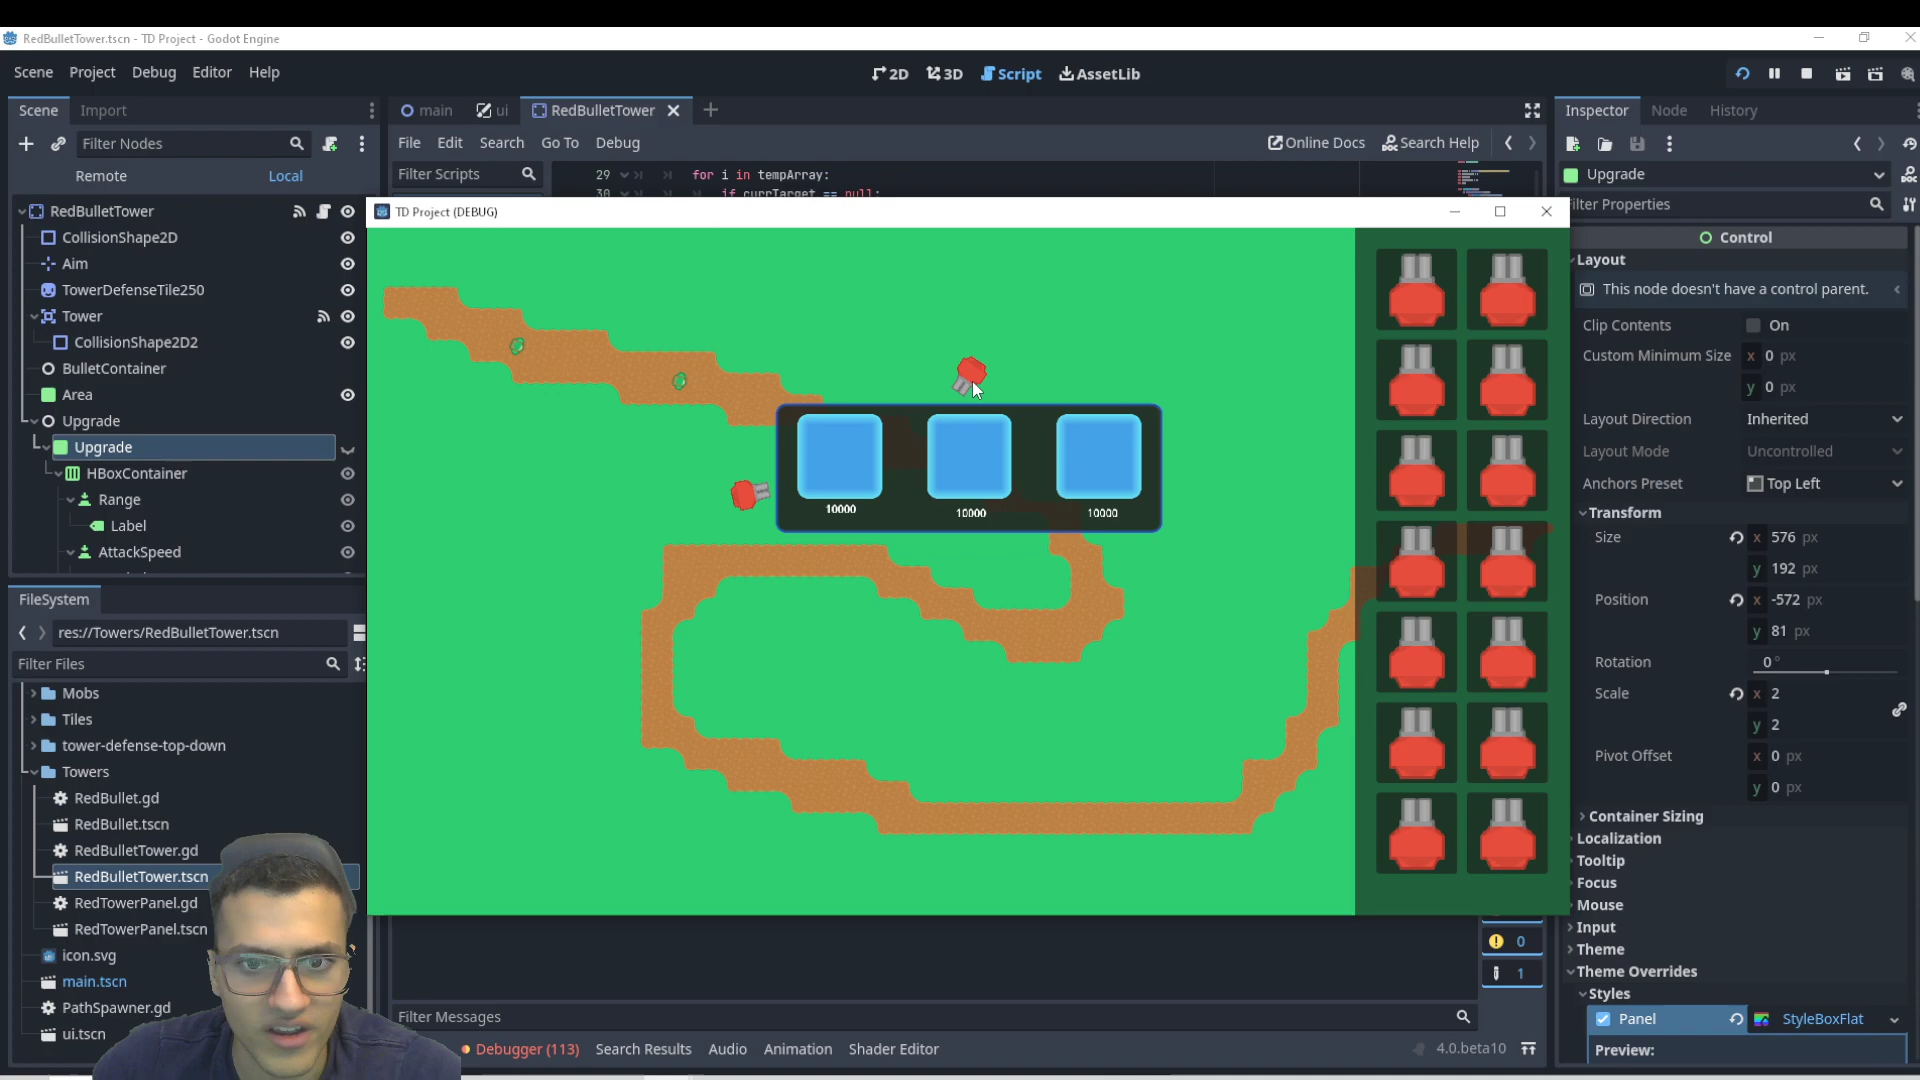 RedBulletTower.tscn - TD Project - Godot Engine
Scene Project Debug Editor Help
2D 3D Script AssetLib
Scene Import
main ui RedBulletTower
Inspector Node History
Filter Nodes
File Edit Search Go To Debug
Online Docs Search Help
Remote Local
Filter Scripts
29 for i in tempArray:
30 if currTarget == null:
Upgrade
ilter Properties
RedBulletTower
CollisionShape2D
Aim
TowerDefenseTile250
Tower
CollisionShape2D2
BulletContainer
Area
Upgrade
Upgrade
HBoxContainer
Range
Label
AttackSpeed
TD Project (DEBUG)
10000 10000 10000
Control
Layout
This node doesn't have a control parent.
Clip Contents On
Custom Minimum Size x 0 px
y 0 px
Layout Direction Inherited
Layout Mode Uncontrolled
Anchors Preset Top Left
Transform
Size x 576 px
y 192 px
Position x -572 px
y 81 px
Rotation 0 °
Scale x 2
y 2
Pivot Offset x 0 px
y 0 px
Container Sizing
Localization
Tooltip
Focus
Mouse
Input
Theme
Theme Overrides
Styles
Panel StyleBoxFlat
Preview:
FileSystem
res://Towers/RedBulletTower.tscn
Filter Files
Mobs
Tiles
tower-defense-top-down
Towers
RedBullet.gd
RedBullet.tscn
RedBulletTower.gd
RedBulletTower.tscn
RedTowerPanel.gd
RedTowerPanel.tscn
icon.svg
main.tscn
PathSpawner.gd
ui.tscn
0
1
Filter Messages
Debugger (113) Search Results Audio Animation Shader Editor
4.0.beta10